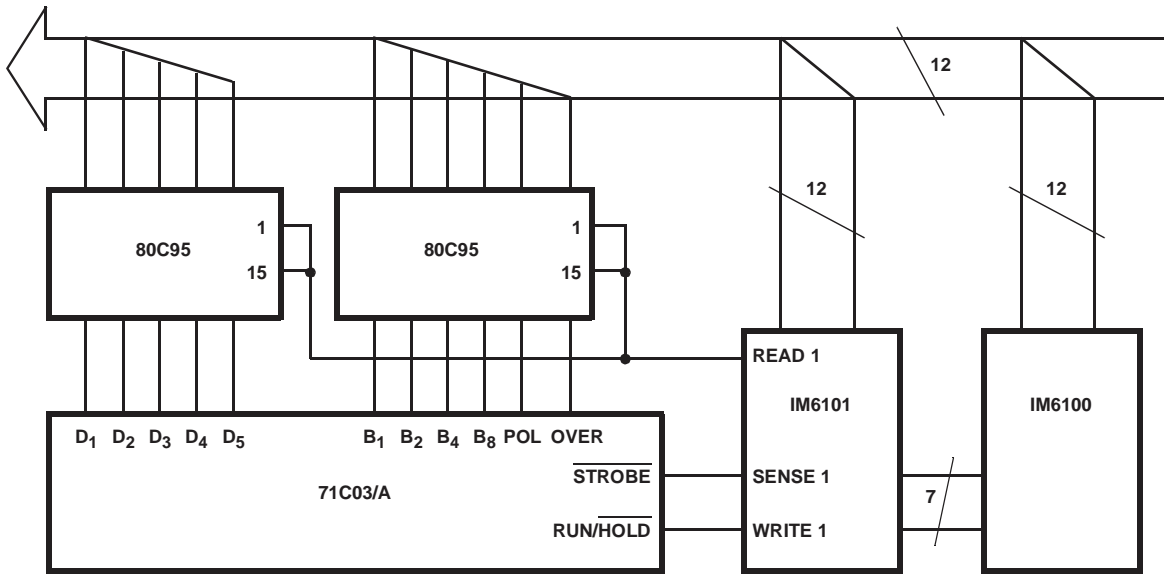 12
12
12
80C95
1
15
80C95
1
15
READ 1
IM6101
IM6100
D1 D2 D3 D4 D5 B1 B2 B4 B8 POL OVER
STROBE
SENSE 1
71C03/A
7
RUN/HOLD
WRITE 1